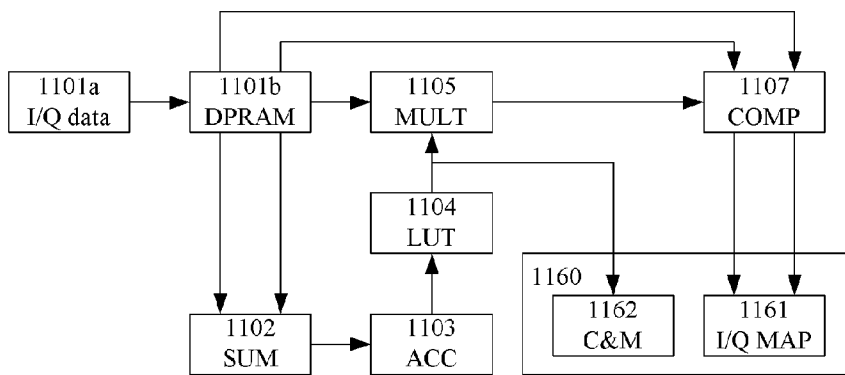 1101a
I/Q data
1101b
DPRAM
1105
MULT
1107
COMP
1104
LUT
1160
1102
SUM
1103
ACC
1162
C&M
1161
I/Q MAP